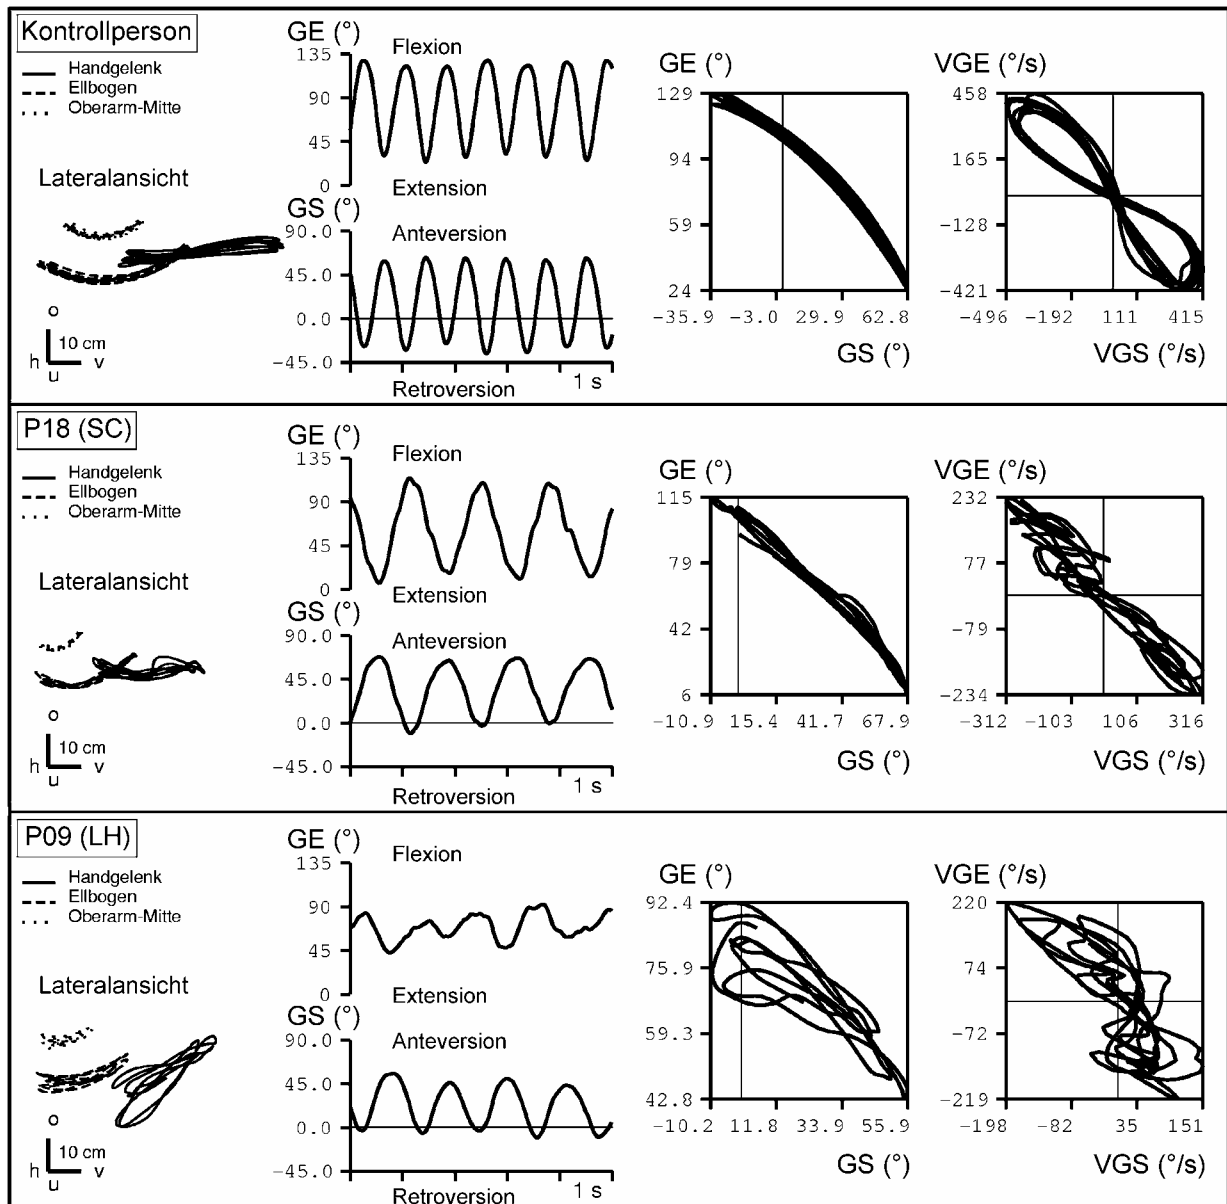 Kontrollperson
Handgelenk
Ellbogen
Oberarm-Mitte
Lateralansicht
o
10 cm
h v
u
GE (°)
135
90
45
0
Flexion
Extension
GS (°)
90.0
45.0
0.0
-45.0
Anteversion
Retroversion
1 s
GE (°)
129
94
59
24
-35.9 -3.0 29.9 62.8
GS (°)
VGE (°/s)
458
165
-128
-421
-496 -192 111 415
VGS (°/s)
P18 (SC)
Handgelenk
Ellbogen
Oberarm-Mitte
Lateralansicht
o
10 cm
h v
u
GE (°)
135
90
45
0
Flexion
Extension
GS (°)
90.0
45.0
0.0
-45.0
Anteversion
Retroversion
1 s
GE (°)
115
79
42
6
-10.9 15.4 41.7 67.9
GS (°)
VGE (°/s)
232
77
-79
-234
-312 -103 106 316
VGS (°/s)
P09 (LH)
Handgelenk
Ellbogen
Oberarm-Mitte
Lateralansicht
o
10 cm
h v
u
GE (°)
135
90
45
0
Flexion
Extension
GS (°)
90.0
45.0
0.0
-45.0
Anteversion
Retroversion
1 s
GE (°)
92.4
75.9
59.3
42.8
-10.2 11.8 33.9 55.9
GS (°)
VGE (°/s)
220
74
-72
-219
-198 -82 35 151
VGS (°/s)